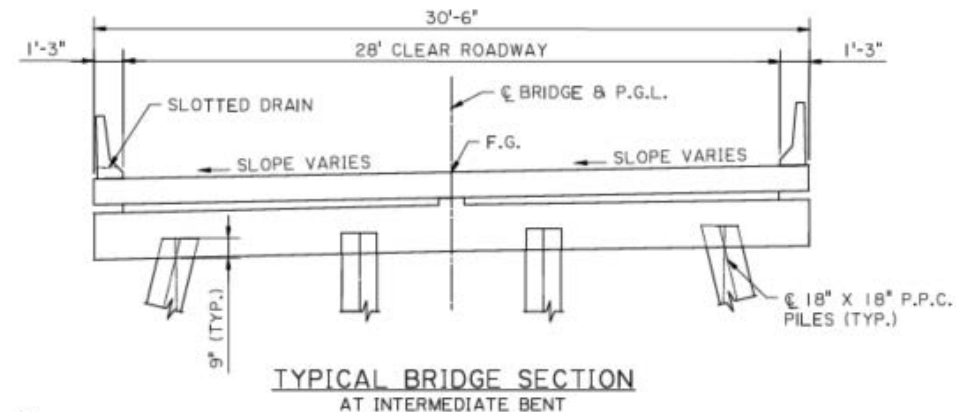 30'-6"
1'-3"
28' CLEAR ROADWAY
1'-3"
SLOTTED DRAIN
℄ BRIDGE & P.G.L.
F.G.
SLOPE VARIES
SLOPE VARIES
9" (TYP.)
℄ 18" X 18" P.P.C.
PILES (TYP.)
TYPICAL BRIDGE SECTION
AT INTERMEDIATE BENT